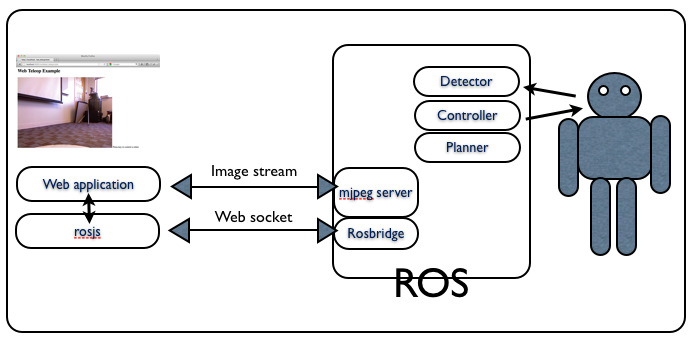 Web Teleop Example
Web application
rosjs
Image stream
Web socket
mjpeg server
Rosbridge
Detector
Controller
Planner
ROS